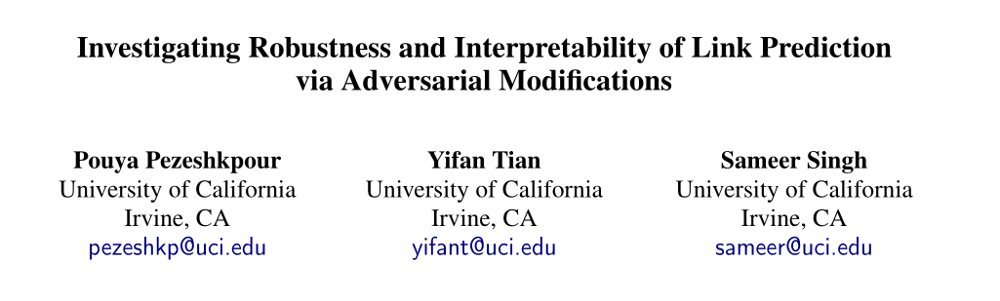 Investigating Robustness and Interpretability of Link Prediction
via Adversarial Modifications
Pouya Pezeshkpour
University of California
Irvine, CA
pezeshkp@uci.edu
Yifan Tian
University of California
Irvine, CA
yifant@uci.edu
Sameer Singh
University of California
Irvine, CA
sameer@uci.edu